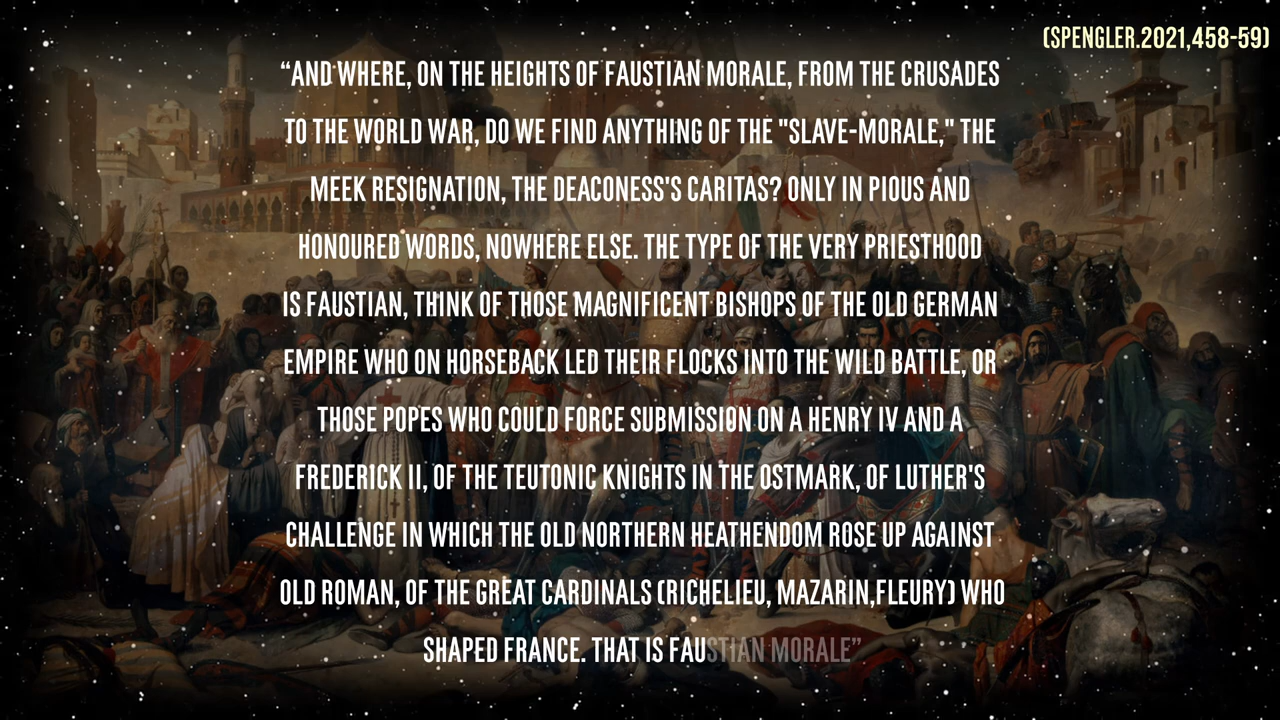 (SPENGLER.2021,458-59)
“AND WHERE, ON THE HEIGHTS OF FAUSTIAN MORALE, FROM THE CRUSADES
TO THE WORLD WAR, DO WE FIND ANYTHING OF THE "SLAVE-MORALE," THE
MEEK RESIGNATION, THE DEACONESS'S CARITAS? ONLY IN PIOUS AND
HONOURED WORDS, NOWHERE ELSE. THE TYPE OF THE VERY PRIESTHOOD
IS FAUSTIAN, THINK OF THOSE MAGNIFICENT BISHOPS OF THE OLD GERMAN
EMPIRE WHO ON HORSEBACK LED THEIR FLOCKS INTO THE WILD BATTLE, OR
THOSE POPES WHO COULD FORCE SUBMISSION ON A HENRY IV AND A
FREDERICK II, OF THE TEUTONIC KNIGHTS IN THE OSTMARK, OF LUTHER'S
CHALLENGE IN WHICH THE OLD NORTHERN HEATHENDOM ROSE UP AGAINST
OLD ROMAN, OF THE GREAT CARDINALS (RICHELIEU, MAZARIN,FLEURY) WHO
SHAPED FRANCE. THAT IS FAUSTIAN MORALE”